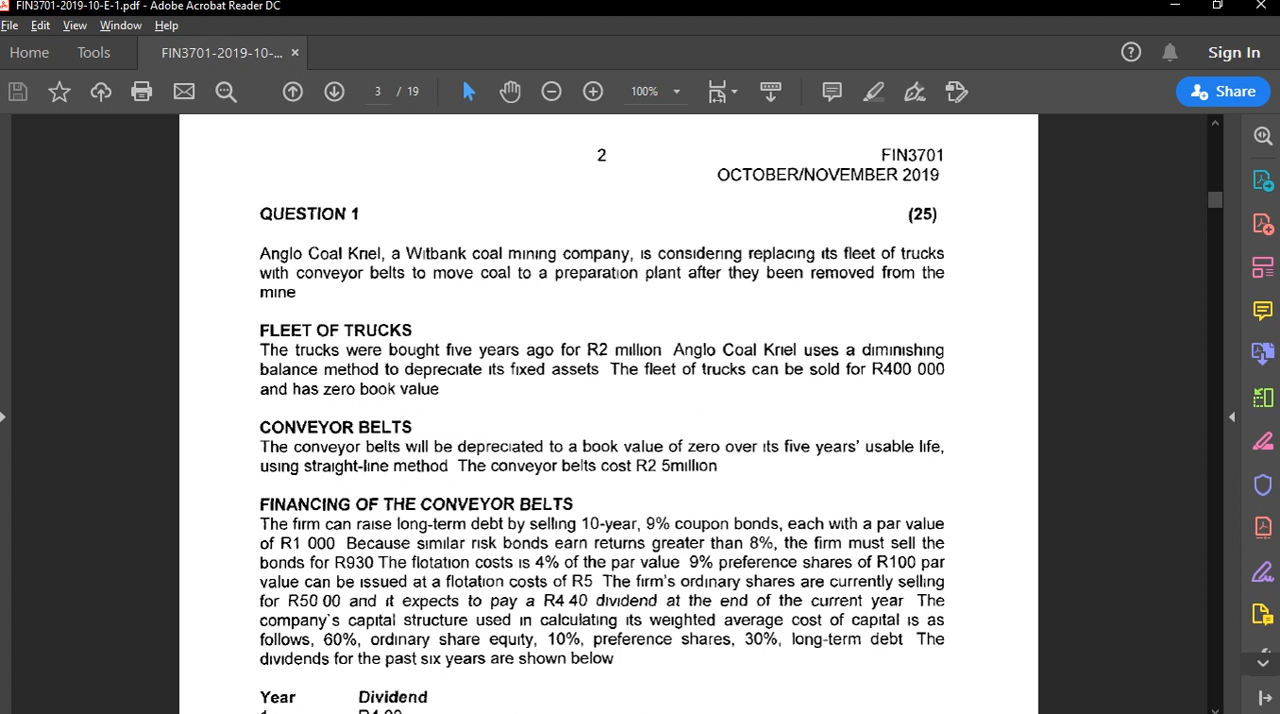 FIN3701-2019-10-E-1.pdf - Adobe Acrobat Reader DC
File Edit View Window Help
Home Tools FIN3701-2019-10-... × Sign In
3 / 19 100% Share
2 FIN3701
OCTOBER/NOVEMBER 2019
QUESTION 1 (25)
Anglo Coal Kriel, a Witbank coal mining company, is considering replacing its fleet of trucks
with conveyor belts to move coal to a preparation plant after they been removed from the
mine
FLEET OF TRUCKS
The trucks were bought five years ago for R2 million Anglo Coal Kriel uses a diminishing
balance method to depreciate its fixed assets The fleet of trucks can be sold for R400 000
and has zero book value
CONVEYOR BELTS
The conveyor belts will be depreciated to a book value of zero over its five years' usable life,
using straight-line method The conveyor belts cost R2 5million
FINANCING OF THE CONVEYOR BELTS
The firm can raise long-term debt by selling 10-year, 9% coupon bonds, each with a par value
of R1 000 Because similar risk bonds earn returns greater than 8%, the firm must sell the
bonds for R930 The flotation costs is 4% of the par value 9% preference shares of R100 par
value can be issued at a flotation costs of R5 The firm's ordinary shares are currently selling
for R50 00 and it expects to pay a R4 40 dividend at the end of the current year The
company's capital structure used in calculating its weighted average cost of capital is as
follows, 60%, ordinary share equity, 10%, preference shares, 30%, long-term debt The
dividends for the past six years are shown below
Year Dividend